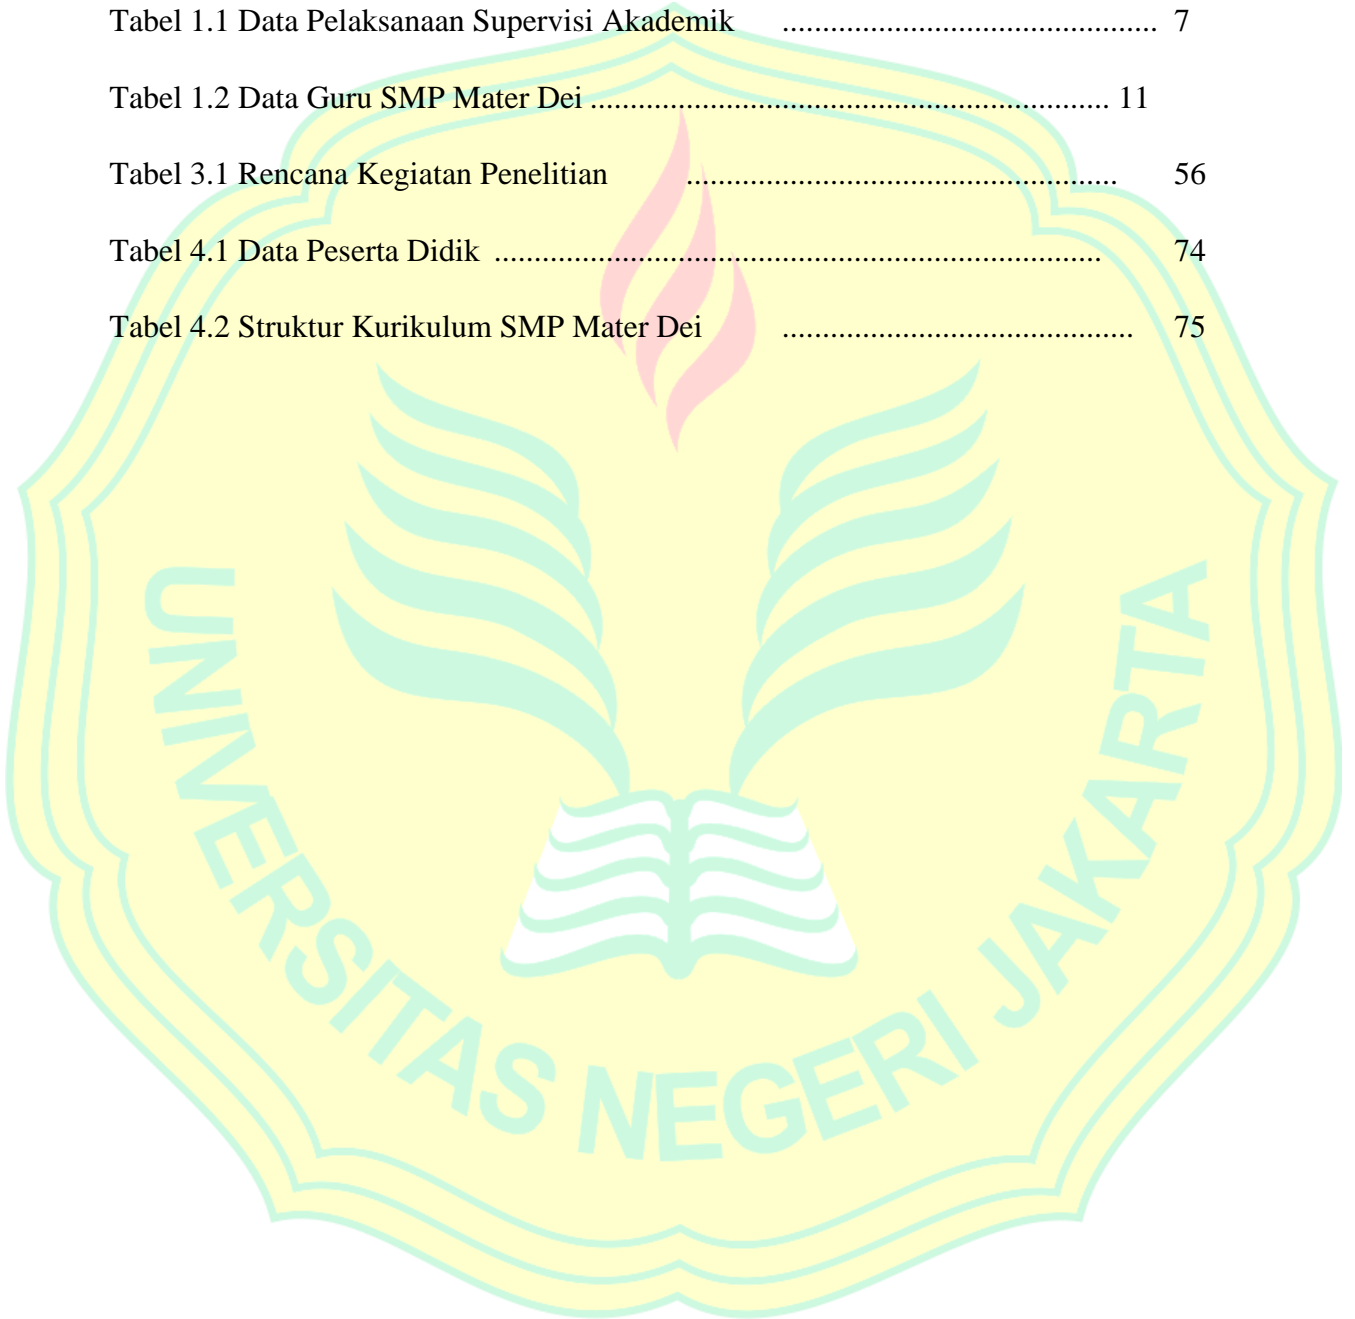 Tabel 1.1 Data Pelaksanaan Supervisi Akademik ....................................... 7
Tabel 1.2 Data Guru SMP Mater Dei ...................................................... 11
Tabel 3.1 Rencana Kegiatan Penelitian ............................................. 56
Tabel 4.1 Data Peserta Didik ............................................................... 74
Tabel 4.2 Struktur Kurikulum SMP Mater Dei ..................................... 75
UNIVERSITAS NEGERI JAKARTA